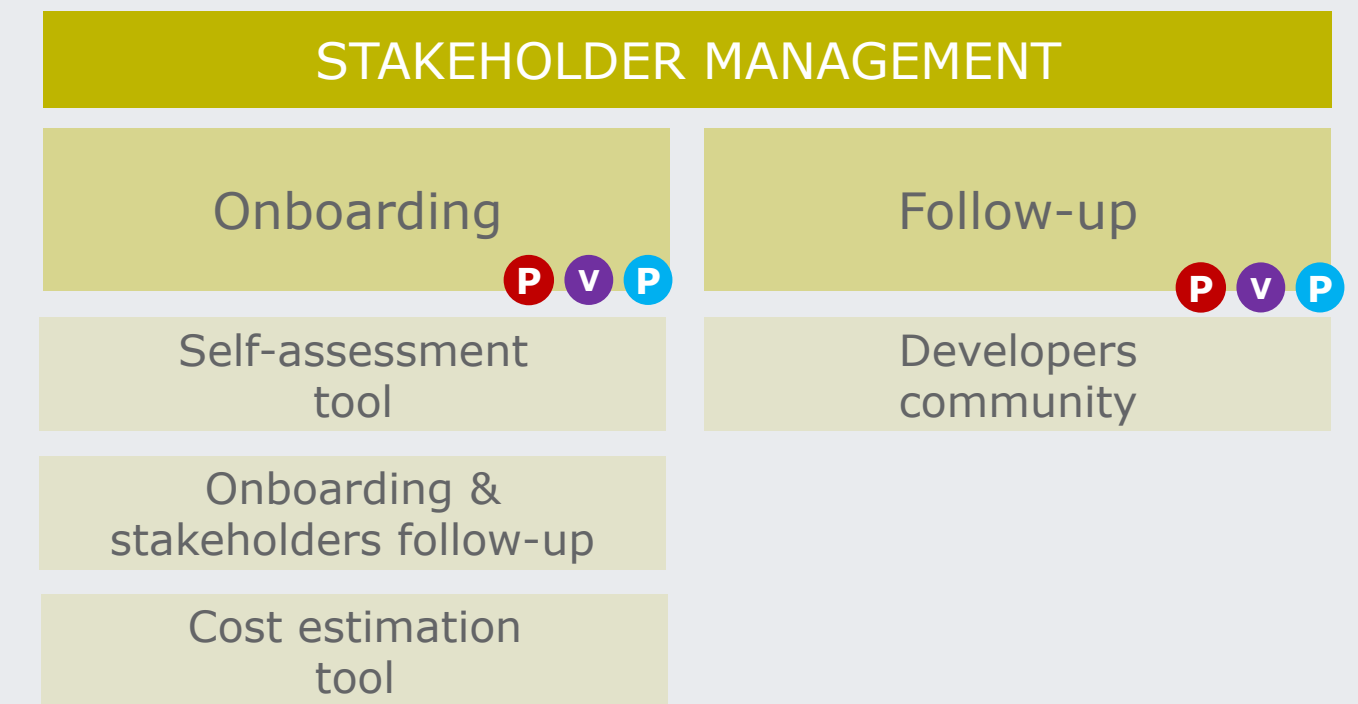 STAKEHOLDER MANAGEMENT
Onboarding
P V P
Follow-up
P V P
Self-assessment
tool
Developers
community
Onboarding &
stakeholders follow-up
Cost estimation
tool